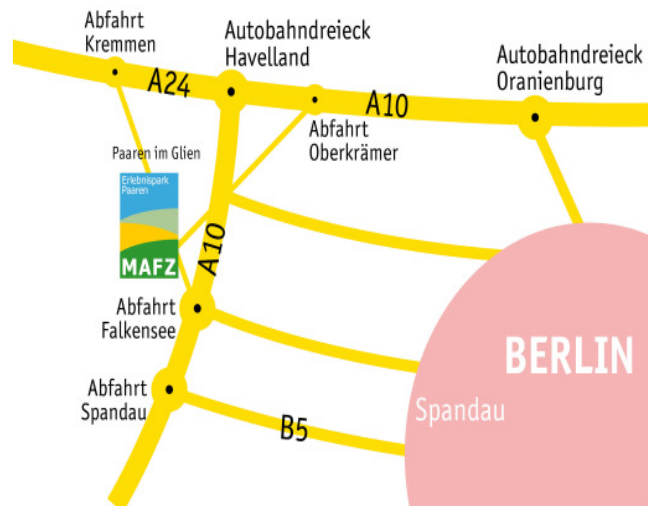 Abfahrt
Kremmen
Autobahndreieck
Havelland
Autobahndreieck
Oranienburg
A24
A10
Abfahrt
Oberkrämer
Paaren im Glien
Erlebnispark
Paaren
MAFZ
A10
Abfahrt
Falkensee
Abfahrt
Spandau
B5
BERLIN
Spandau